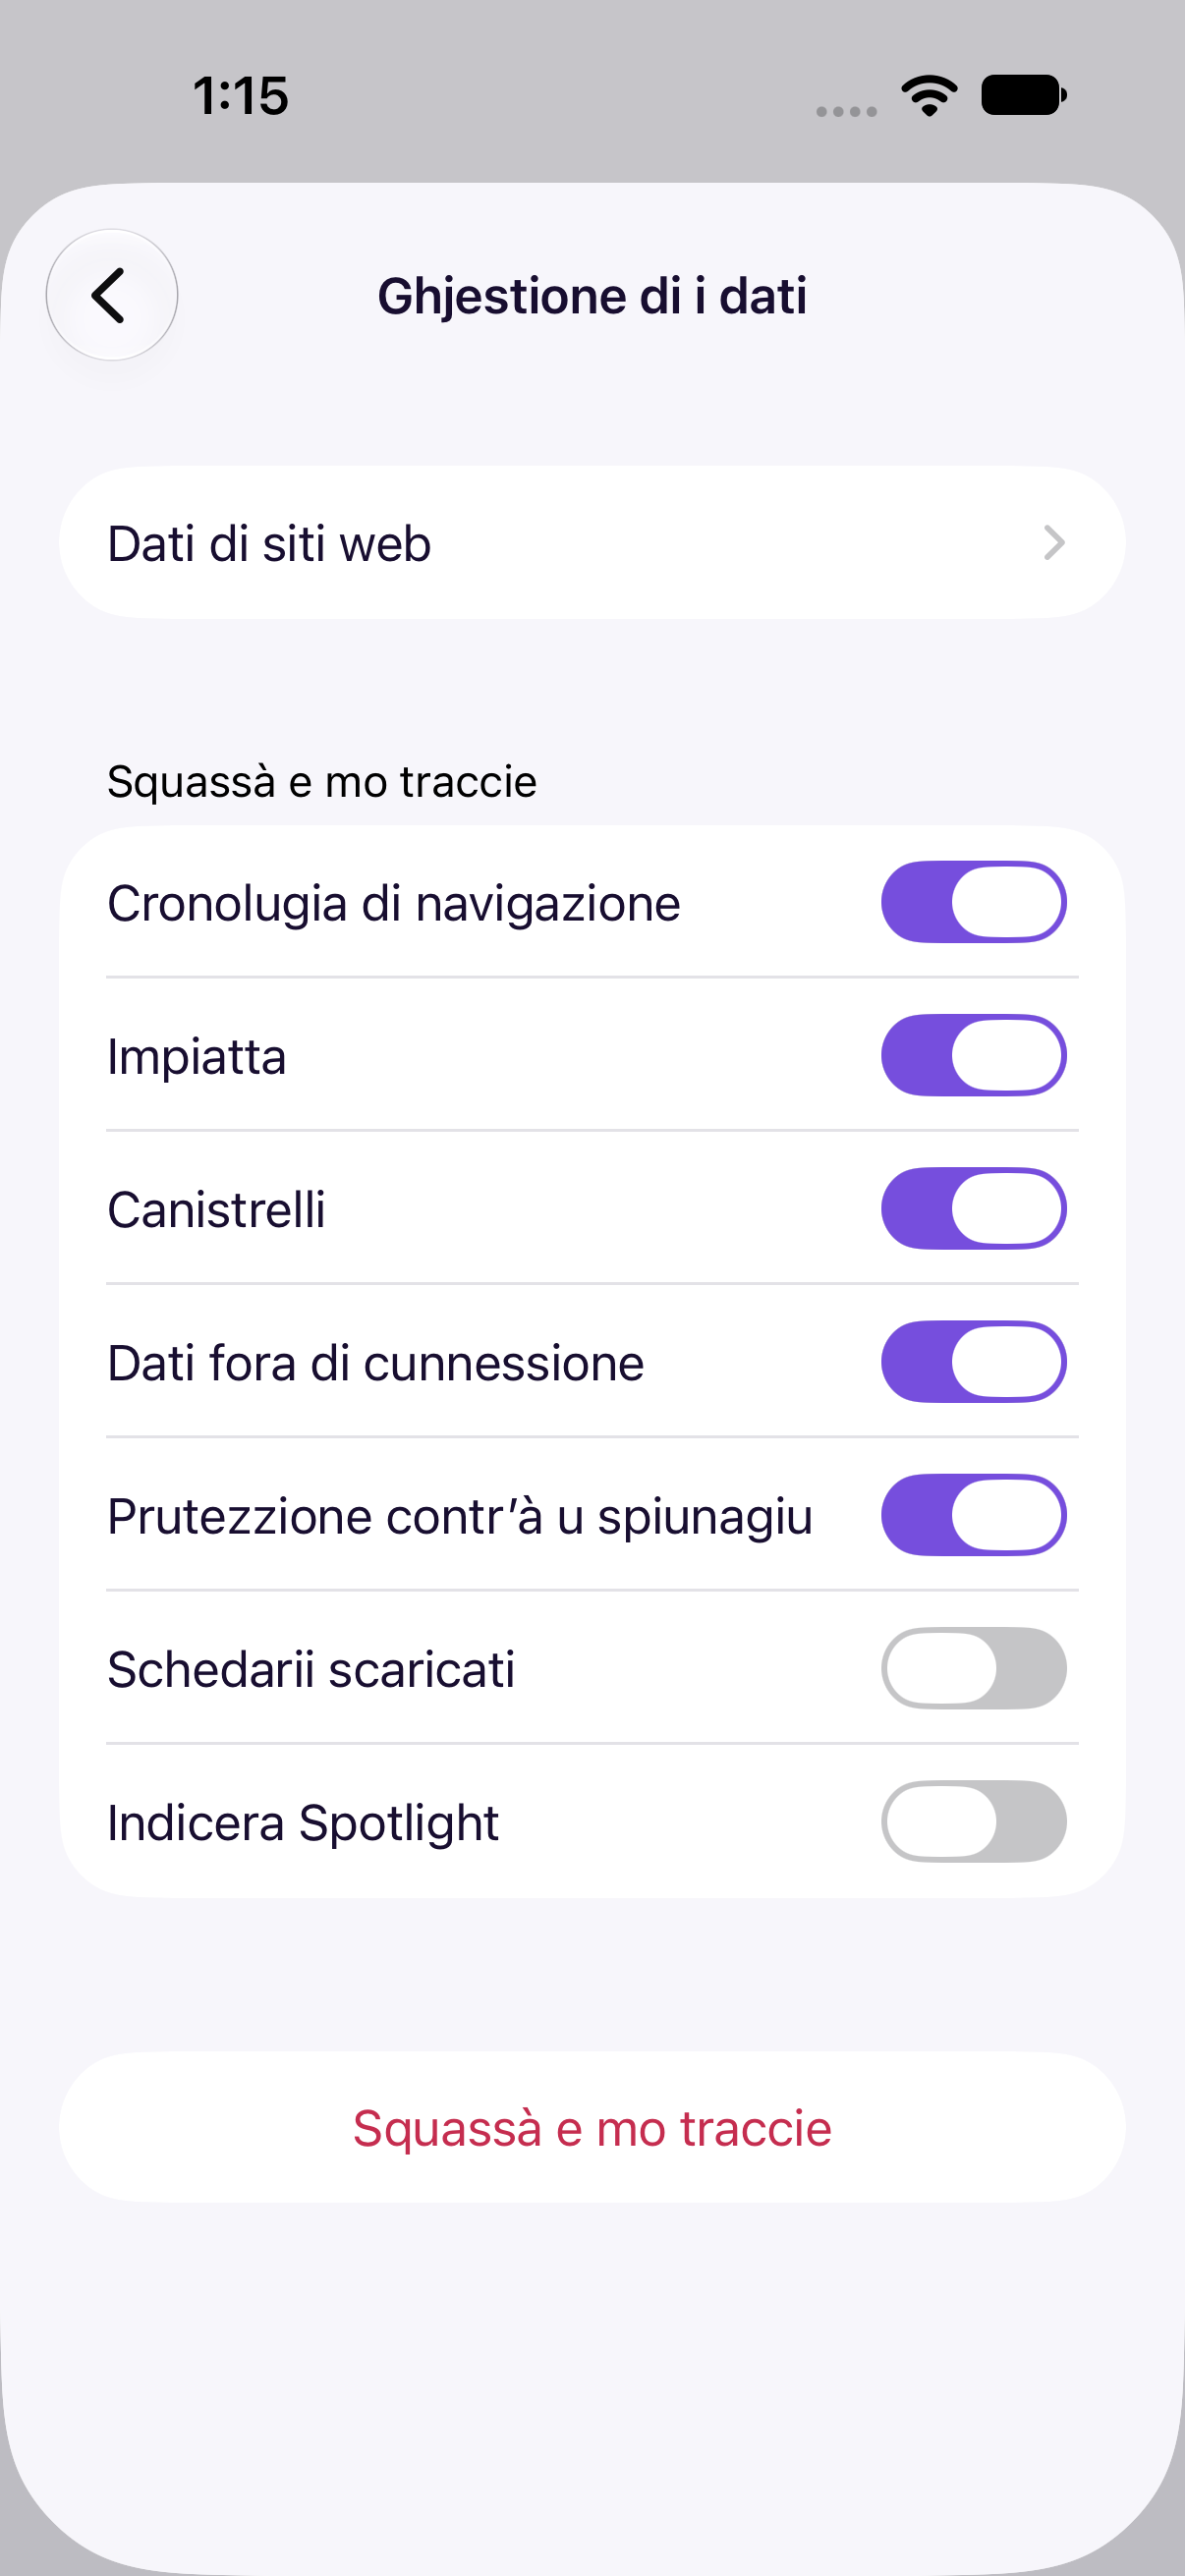 1:15
Ghjestione di i dati
Dati di siti web
Squassà e mo traccie
Cronolugia di navigazione
Impiatta
Canistrelli
Dati fora di cunnessione
Prutezzione contr’à u spiunagiu
Schedarii scaricati
Indicera Spotlight
Squassà e mo traccie